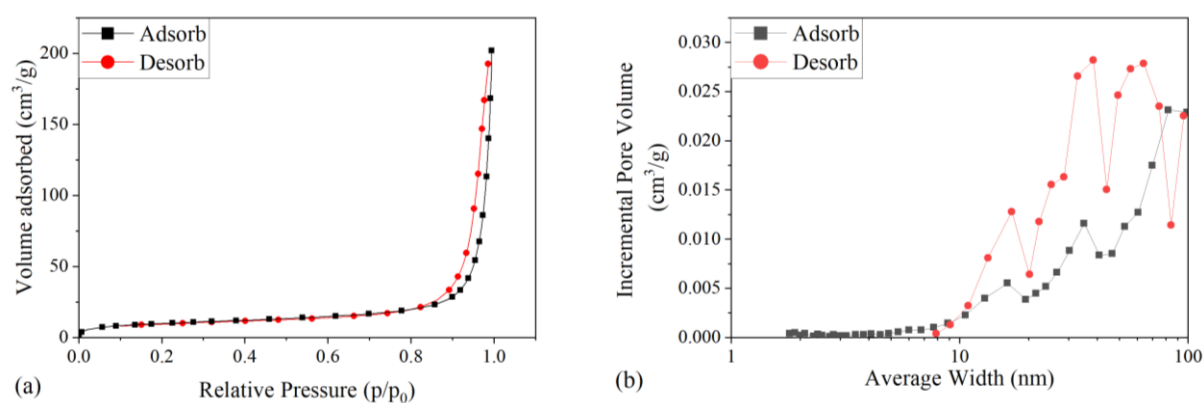 Adsorb
Desorb
Volume adsorbed (cm³/g)
200
150
100
50
0
0.0 0.2 0.4 0.6 0.8 1.0
Relative Pressure (p/p₀)
(a)
Adsorb
Desorb
Incremental Pore Volume
(cm³/g)
0.030
0.025
0.020
0.015
0.010
0.005
0.000
1 10 100
Average Width (nm)
(b)